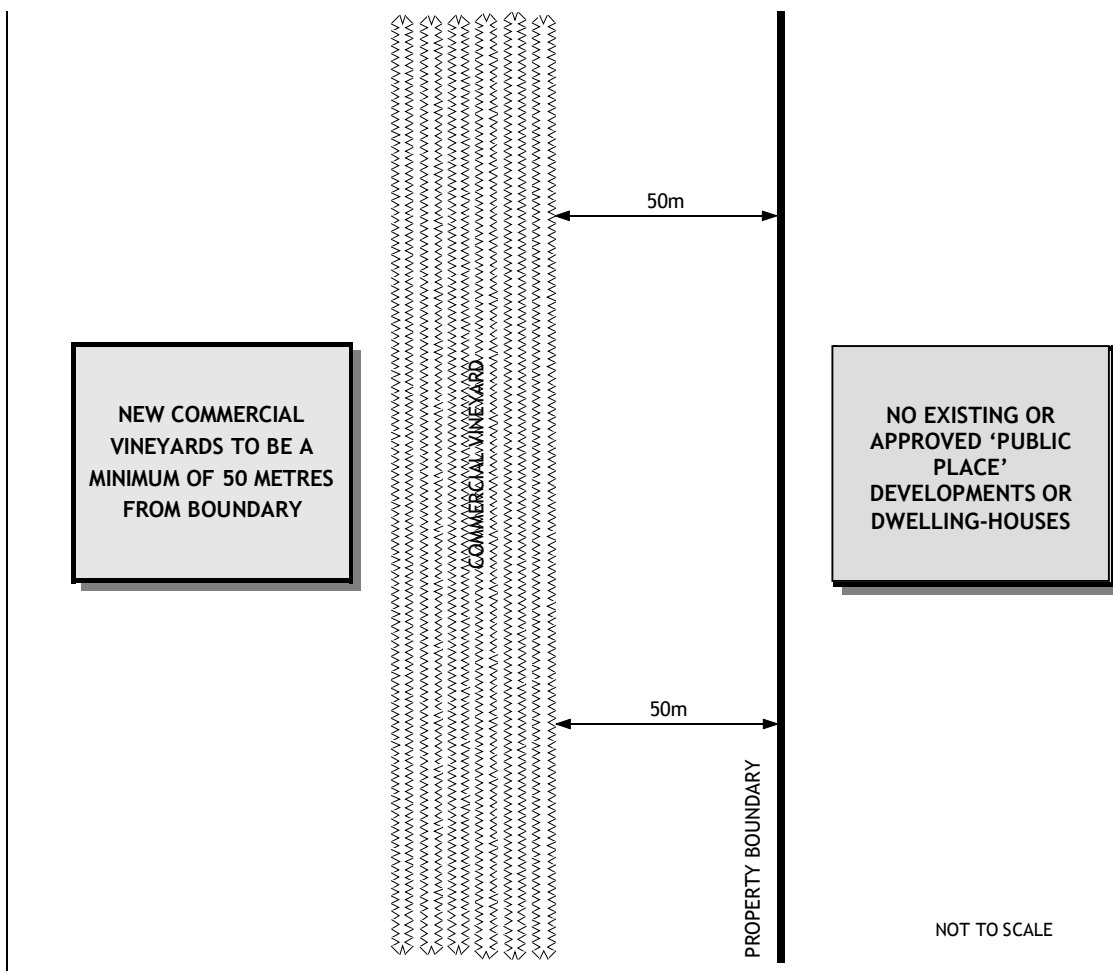 50m
NEW COMMERCIAL
VINEYARDS TO BE A
MINIMUM OF 50 METRES
FROM BOUNDARY
COMMERCIAL VINEYARD
NO EXISTING OR
APPROVED ‘PUBLIC
PLACE’
DEVELOPMENTS OR
DWELLING-HOUSES
50m
PROPERTY BOUNDARY
NOT TO SCALE